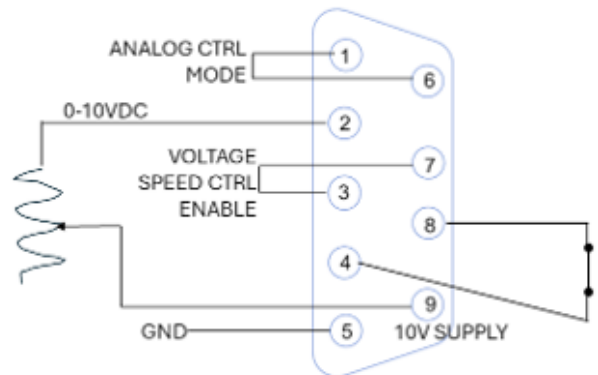 ANALOG CTRL
MODE
1
6
0-10VDC
2
VOLTAGE
SPEED CTRL
ENABLE
7
3
8
4
9
GND
5
10V SUPPLY